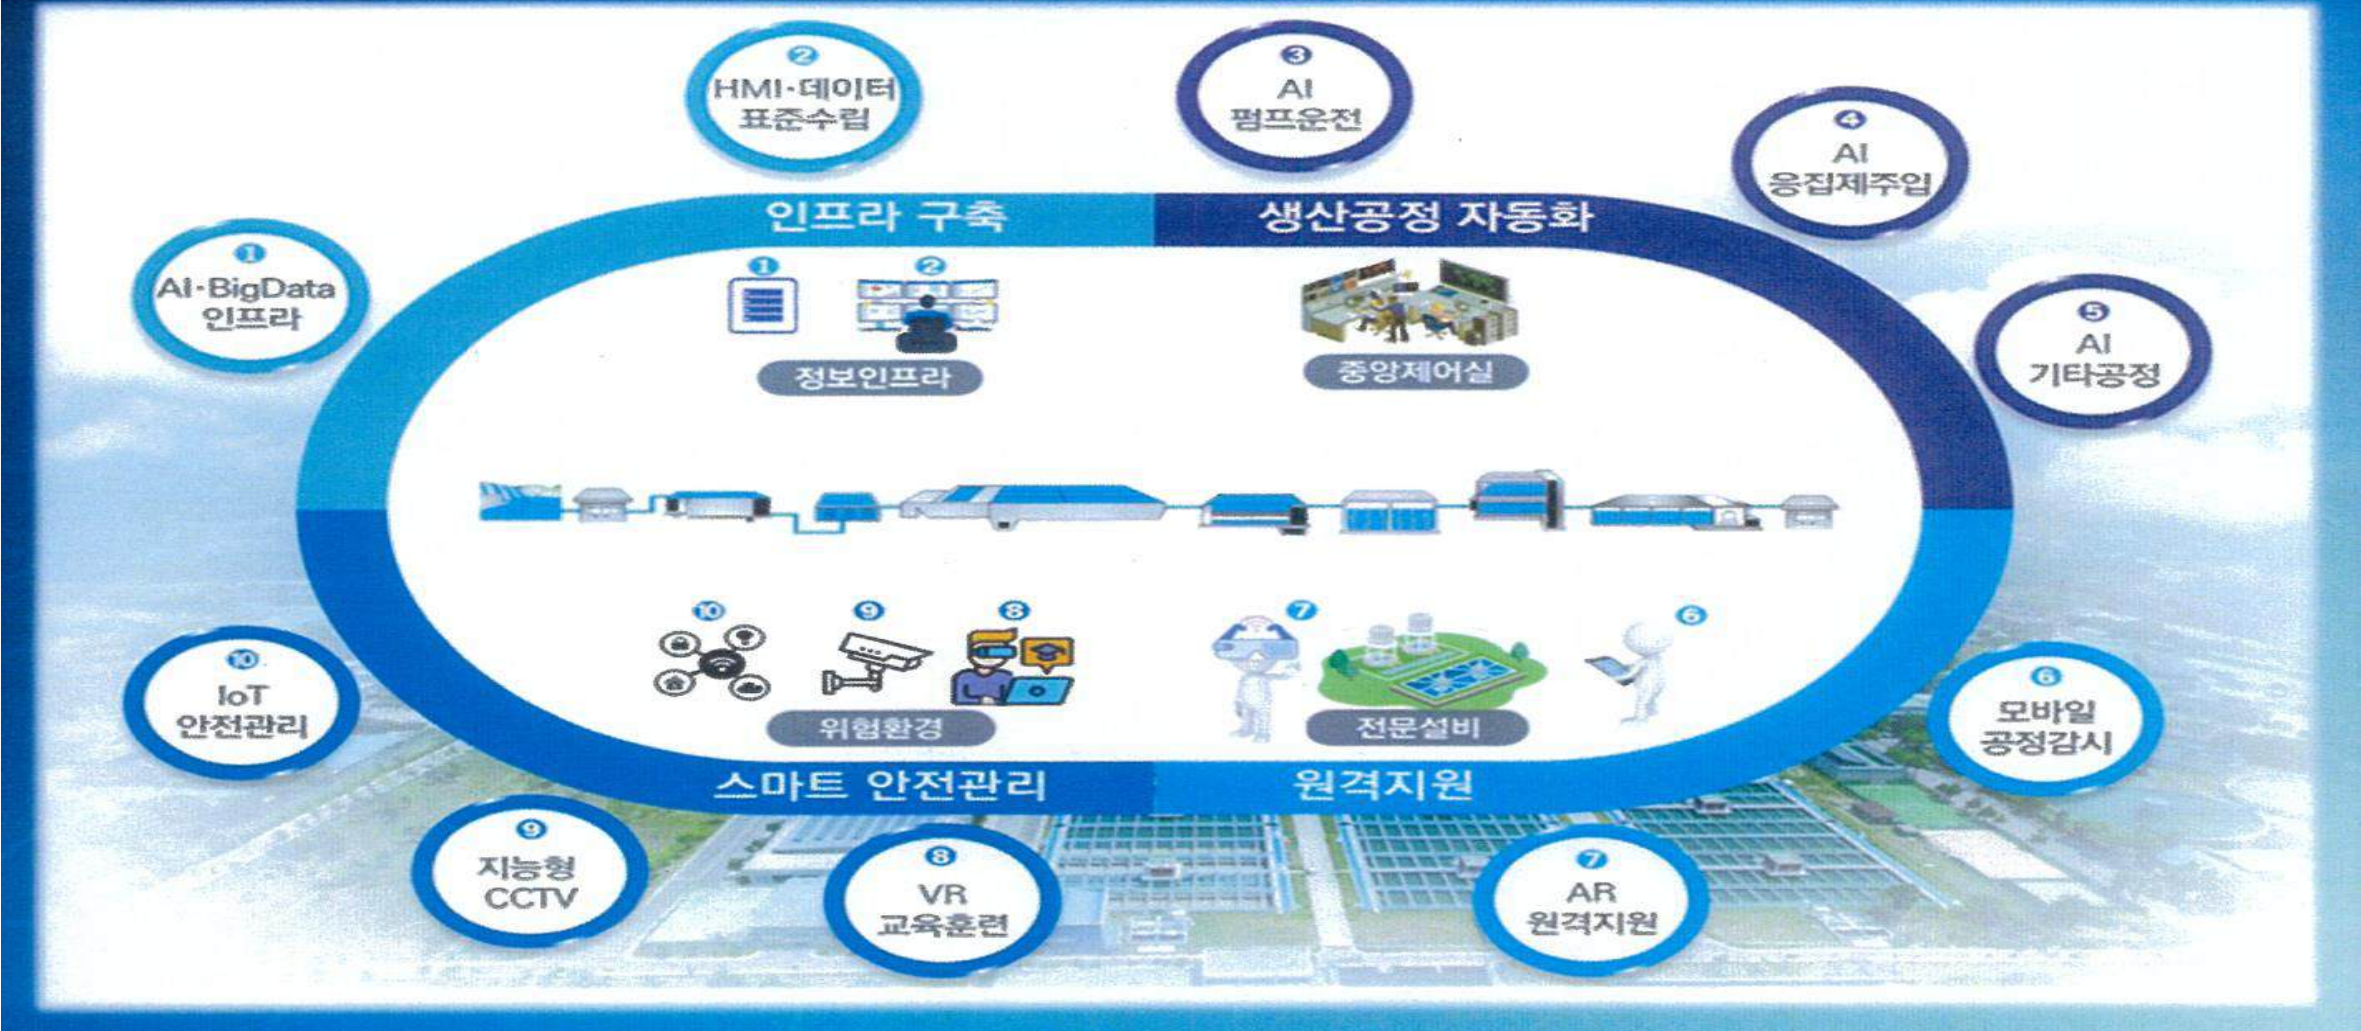 ②
HMI·데이터
표준수립
③
AI
펌프운전
④
AI
응집제주입
①
AI·BigData
인프라
인프라 구축
생산공정 자동화
⑤
AI
기타공정
①
②
정보인프라
중앙제어실
⑩
⑨
⑧
⑦
⑥
위험환경
전문설비
⑩
IoT
안전관리
⑥
모바일
공정감시
스마트 안전관리
원격지원
⑨
지능형
CCTV
⑧
VR
교육훈련
⑦
AR
원격지원